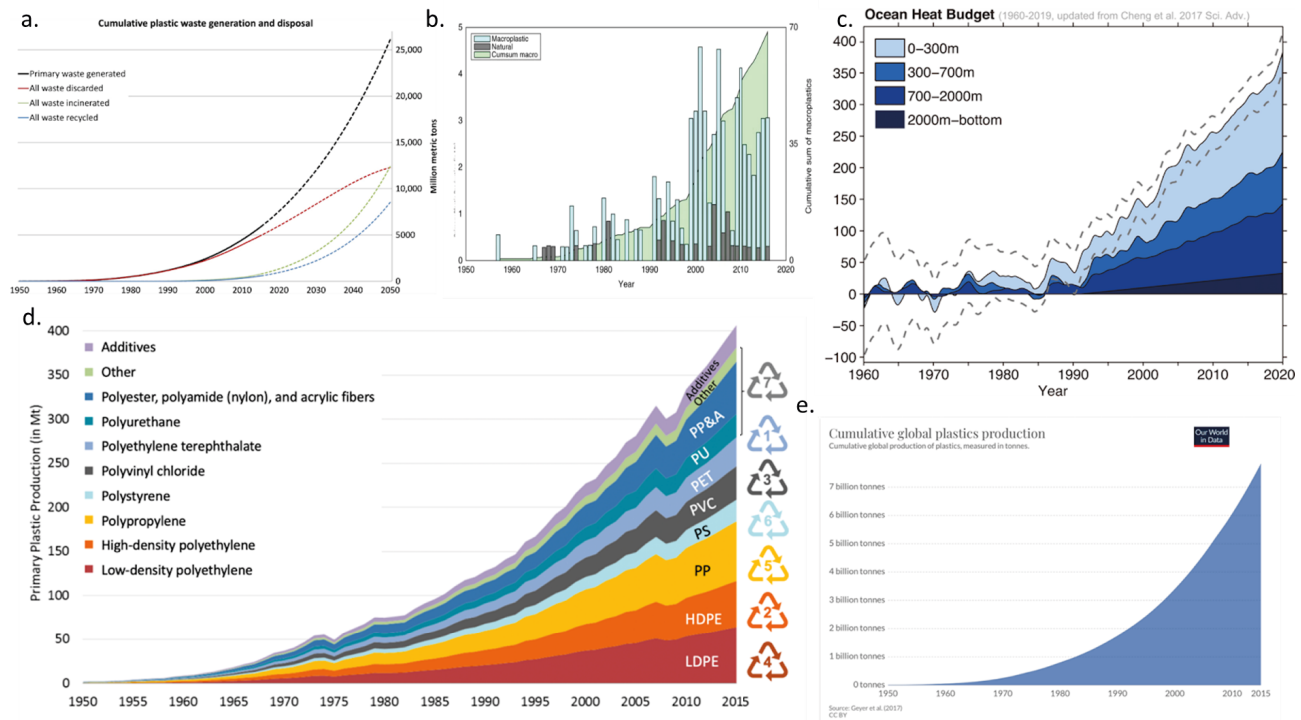 a.
Cumulative plastic waste generation and disposal
Primary waste generated
All waste discarded
All waste incinerated
All waste recycled
25,000
20,000
15,000
10,000
5000
0
Million metric tons
1950 1960 1970 1980 1990 2000 2010 2020 2030 2040 2050
b.
Macroplastic
Natural
Cumsum macro
5
4
3
2
1
0
70
35
0
Cumulative sum of macroplastics
1950 1960 1970 1980 1990 2000 2010 2020
Year
c.
Ocean Heat Budget (1960-2019, updated from Cheng et al. 2017 Sci. Adv.)
0−300m
300−700m
700−2000m
2000m−bottom
400
350
300
250
200
150
100
50
0
−50
−100
1960 1970 1980 1990 2000 2010 2020
Year
d.
Primary Plastic Production (in Mt)
400
350
300
250
200
150
100
50
0
Additives
Other
Polyester, polyamide (nylon), and acrylic fibers
Polyurethane
Polyethylene terephthalate
Polyvinyl chloride
Polystyrene
Polypropylene
High-density polyethylene
Low-density polyethylene
Additives
Other
PP&A
PU
PET
PVC
PS
PP
HDPE
LDPE
7
1
3
6
5
2
4
1950 1955 1960 1965 1970 1975 1980 1985 1990 1995 2000 2005 2010 2015
e.
Cumulative global plastics production
Cumulative global production of plastics, measured in tonnes.
Our World
in Data
7 billion tonnes
6 billion tonnes
5 billion tonnes
4 billion tonnes
3 billion tonnes
2 billion tonnes
1 billion tonnes
0 tonnes
1950 1960 1970 1980 1990 2000 2010 2015
Source: Geyer et al. (2017)
CC BY